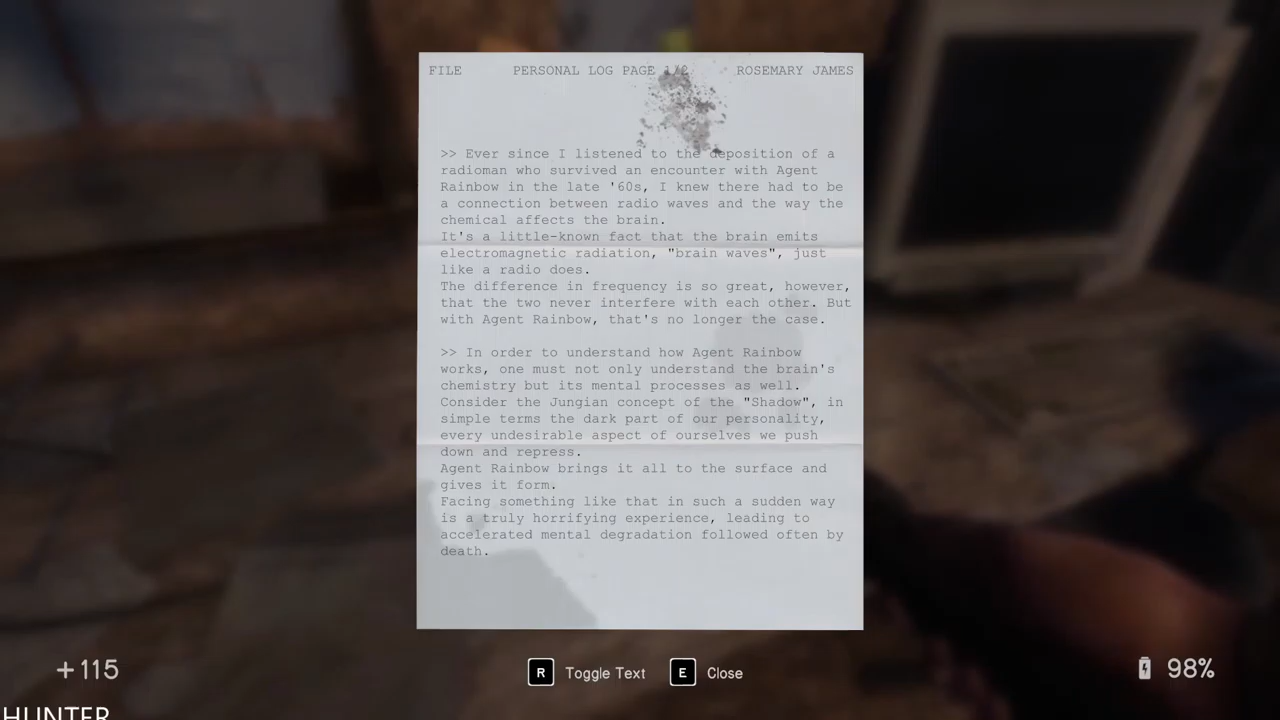 FILE PERSONAL LOG PAGE 1/2 ROSEMARY JAMES
>> Ever since I listened to the deposition of a
radioman who survived an encounter with Agent
Rainbow in the late '60s, I knew there had to be
a connection between radio waves and the way the
chemical affects the brain.
It's a little-known fact that the brain emits
electromagnetic radiation, "brain waves", just
like a radio does.
The difference in frequency is so great, however,
that the two never interfere with each other. But
with Agent Rainbow, that's no longer the case.
>> In order to understand how Agent Rainbow
works, one must not only understand the brain's
chemistry but its mental processes as well.
Consider the Jungian concept of the "Shadow", in
simple terms the dark part of our personality,
every undesirable aspect of ourselves we push
down and repress.
Agent Rainbow brings it all to the surface and
gives it form.
Facing something like that in such a sudden way
is a truly horrifying experience, leading to
accelerated mental degradation followed often by
death.
+115
R Toggle Text E Close
98%
HUNTER